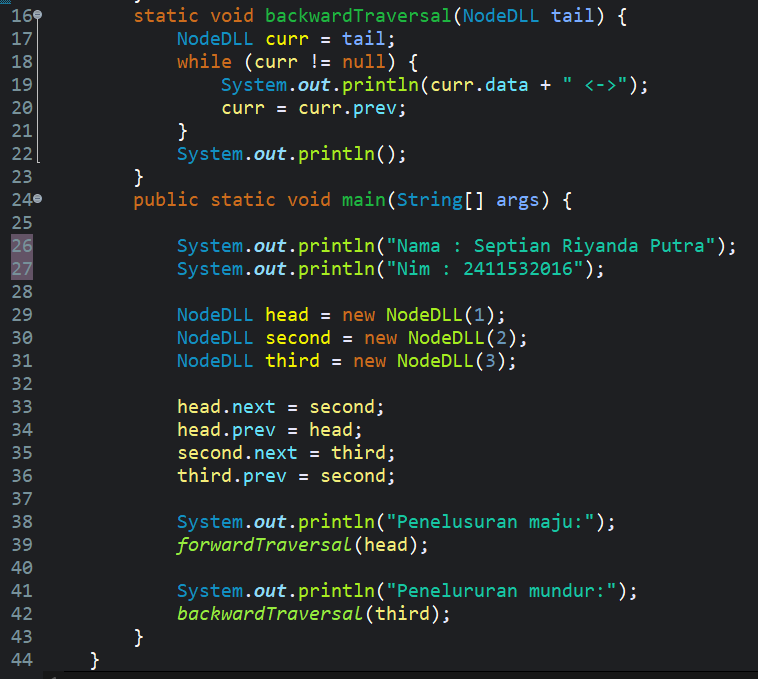 16 static void backwardTraversal(NodeDLL tail) {
17 NodeDLL curr = tail;
18 while (curr != null) {
19 System.out.println(curr.data + " <->");
20 curr = curr.prev;
21 }
22 System.out.println();
23 }
24 public static void main(String[] args) {
25
26 System.out.println("Nama : Septian Riyanda Putra");
27 System.out.println("Nim : 2411532016");
28
29 NodeDLL head = new NodeDLL(1);
30 NodeDLL second = new NodeDLL(2);
31 NodeDLL third = new NodeDLL(3);
32
33 head.next = second;
34 head.prev = head;
35 second.next = third;
36 third.prev = second;
37
38 System.out.println("Penelusuran maju:");
39 forwardTraversal(head);
40
41 System.out.println("Penelururan mundur:");
42 backwardTraversal(third);
43 }
44 }